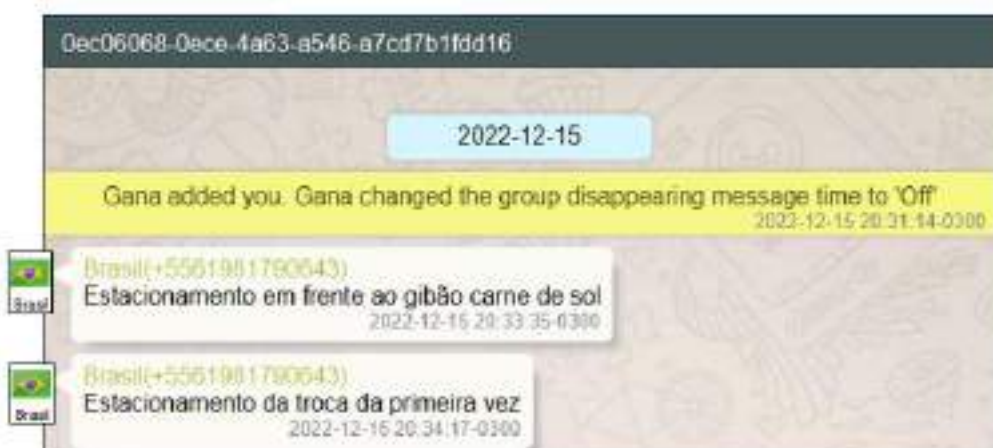 0ec06068-0ece-4a63-a546-a7cd7b1fdd16
2022-12-15
Gana added you. Gana changed the group disappearing message time to 'Off'
2022-12-15 20:31:14-0300
Brasil(+5561981790643)
Estacionamento em frente ao gibão carne de sol
2022-12-15 20:33:35-0300
Brasil
Brasil(+5561981790643)
Estacionamento da troca da primeira vez
2022-12-15 20:34:17-0300
Brasil